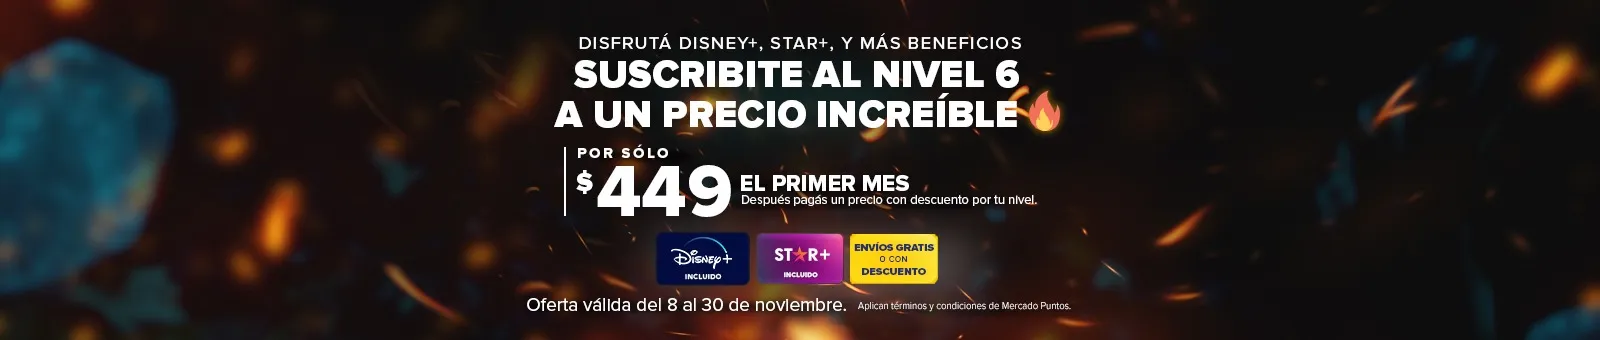 DISFRUTÁ DISNEY+, STAR+, Y MÁS BENEFICIOS
SUSCRIBITE AL NIVEL 6
A UN PRECIO INCREÍBLE
POR SÓLO
$449 EL PRIMER MES
Después pagás un precio con descuento por tu nivel.
Disney+
INCLUIDO
STAR+
INCLUIDO
ENVÍOS GRATIS
O CON
DESCUENTO
Oferta válida del 8 al 30 de noviembre. Aplican términos y condiciones de Mercado Puntos.